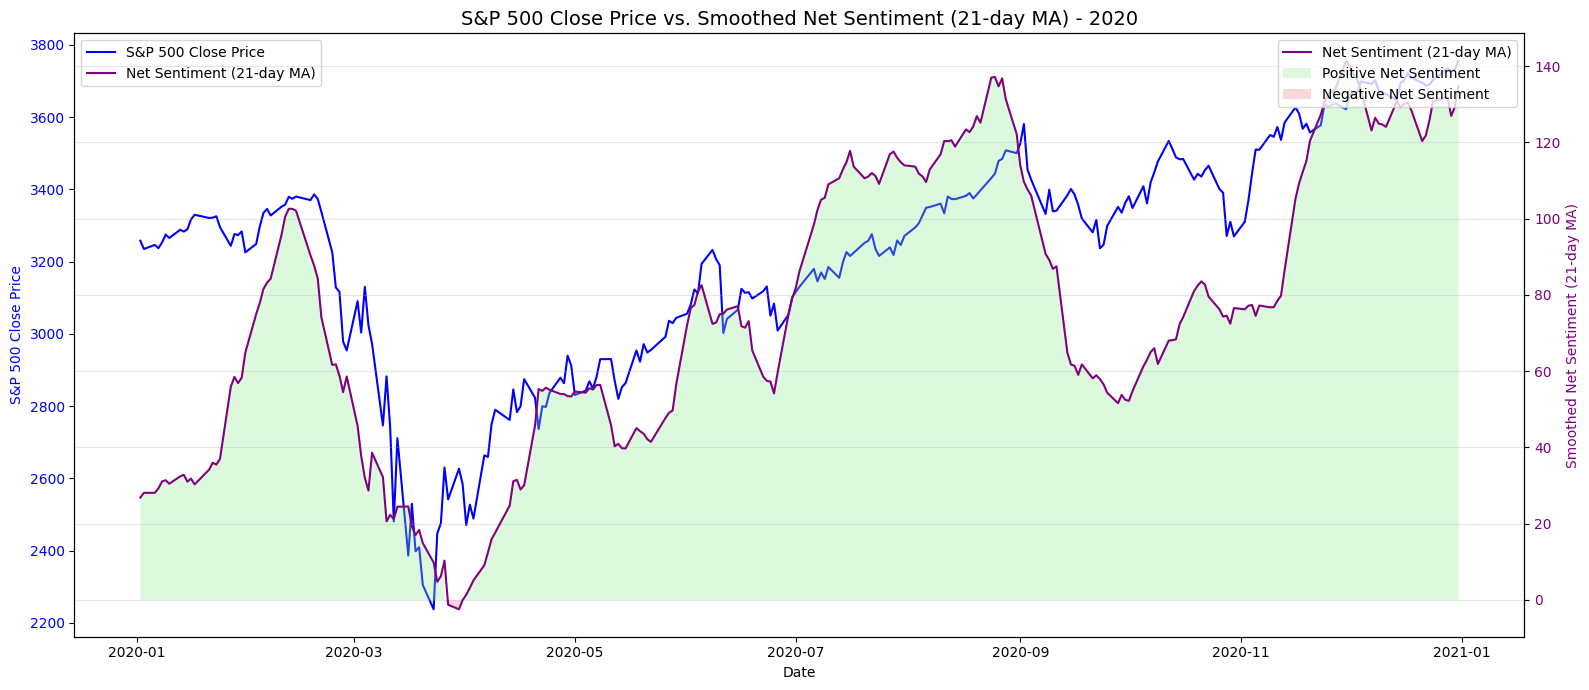 S&P 500 Close Price vs. Smoothed Net Sentiment (21-day MA) - 2020
S&P 500 Close Price
Net Sentiment (21-day MA)
Net Sentiment (21-day MA)
Positive Net Sentiment
Negative Net Sentiment
S&P 500 Close Price
3800
3600
3400
3200
3000
2800
2600
2400
2200
140
120
100
80
60
40
20
0
Smoothed Net Sentiment (21-day MA)
2020-01
2020-03
2020-05
2020-07
2020-09
2020-11
2021-01
Date